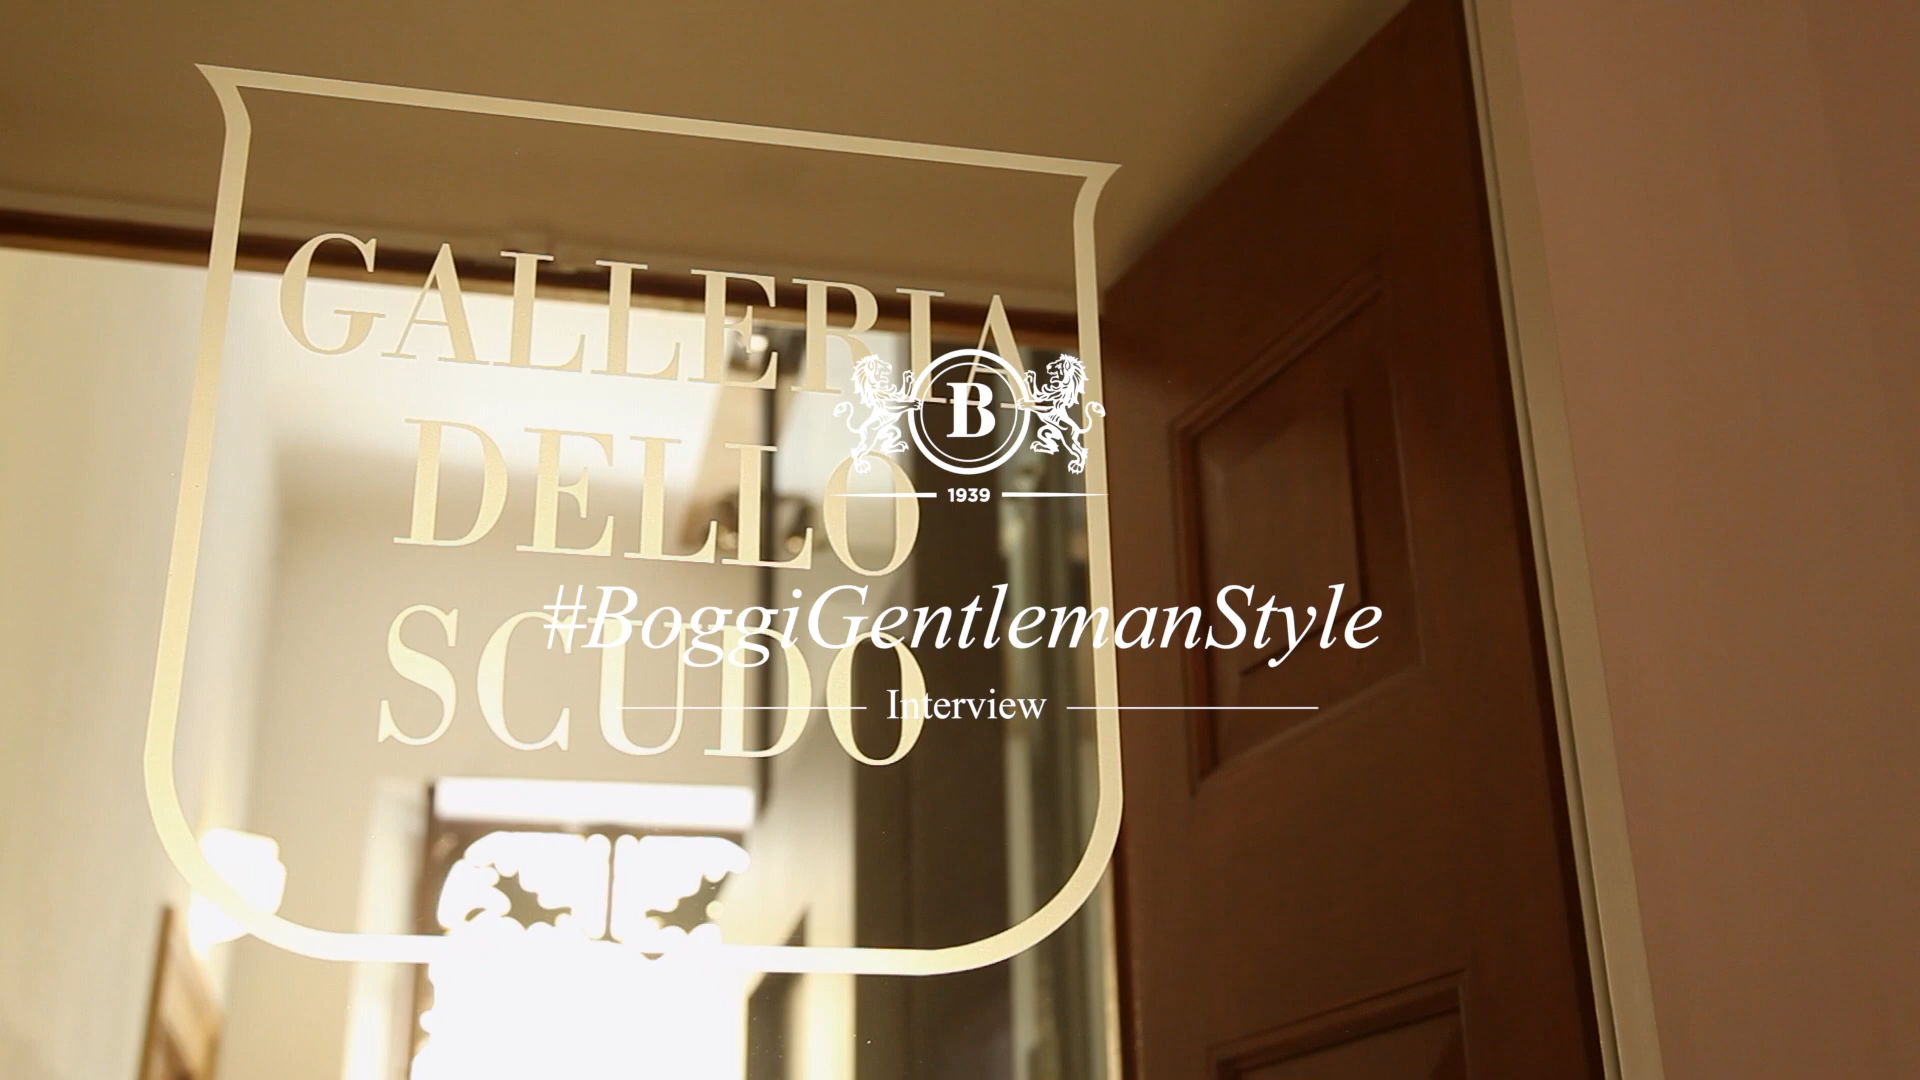 GALLERIA
DELLO
SCUDO
B
1939
#BoggiGentlemanStyle
Interview